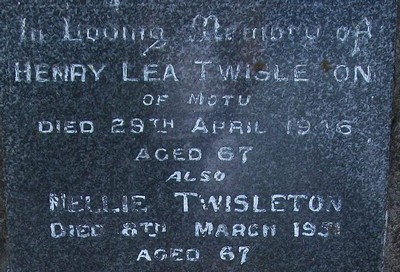 In Loving Memory of
HENRY LEA TWISLETON
OF MOTU
DIED 29TH APRIL 1946
AGED 67
ALSO
NELLIE TWISLETON
DIED 8TH MARCH 1951
AGED 67